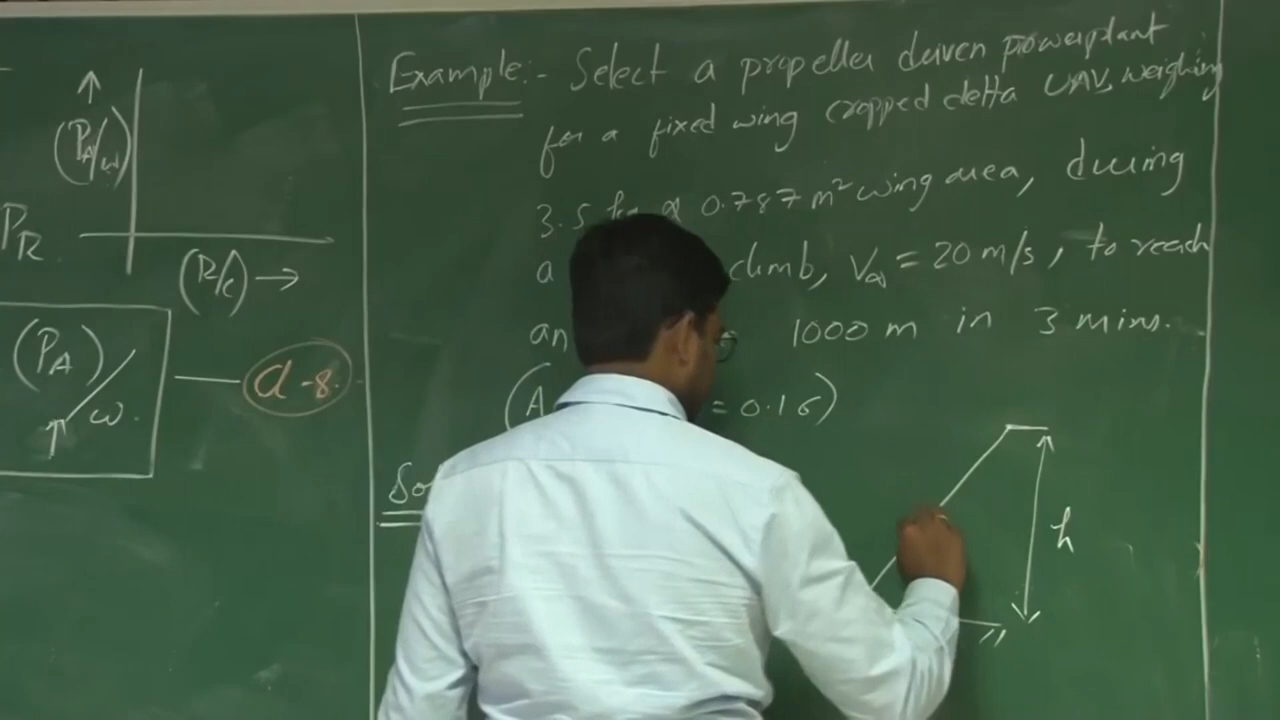 (PA/W)
PR
(R/C) →
(PA)/W
a-8.
Example:- Select a propeller driven powerplant
for a fixed wing cropped delta UAV, weighing
3.5 & 0.787 m² wing area, during
a climb, V∞ = 20 m/s, to reach
an 1000 m in 3 mins.
(A = 0.16)
So
h